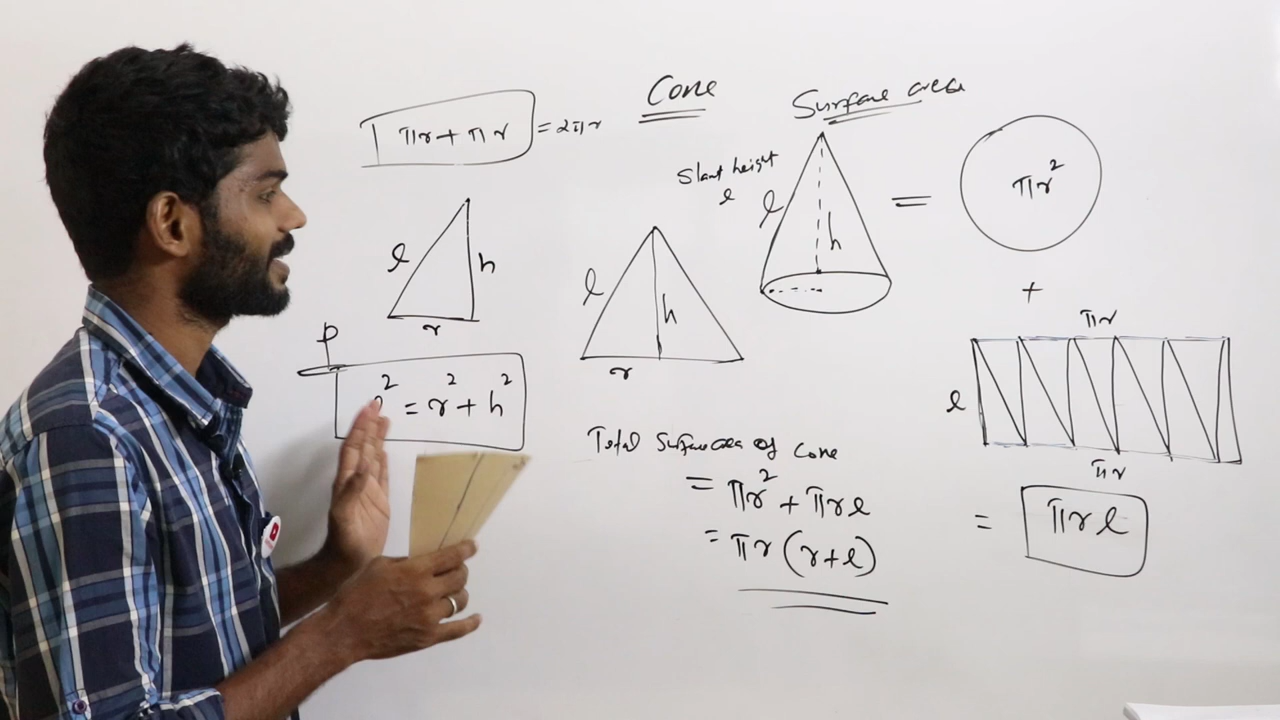 Cone
Surface area
πr + πr = 2πr
Slant height
l
l
h
=
πr²
+
l
h
r
l
h
r
πr
l
πr
= πrl
P
l² = r² + h²
Total Surface area of cone
= πr² + πrl
= πr (r+l)